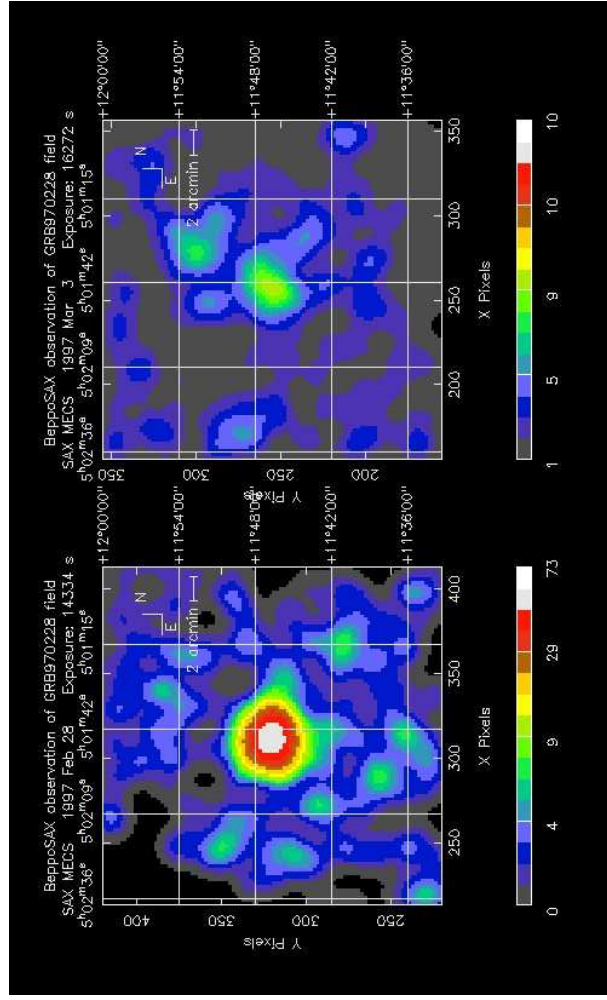 BeppoSAX observation of GRB970228 field
SAX MECS 1997 Feb 28 Exposure: 14334 s
5ʰ02ᵐ36ˢ 5ʰ02ᵐ09ˢ 5ʰ01ᵐ42ˢ 5ʰ01ᵐ15ˢ
+12°00'00"
+11°54'00"
+11°48'00"
+11°42'00"
+11°36'00"
N
E
2 arcmin
400
350
300
250
Y Pixels
250 300 350 400
X Pixels
0 4 9 29 73
BeppoSAX observation of GRB970228 field
SAX MECS 1997 Mar 3 Exposure: 16272 s
5ʰ02ᵐ36ˢ 5ʰ02ᵐ09ˢ 5ʰ01ᵐ42ˢ 5ʰ01ᵐ15ˢ
+12°00'00"
+11°54'00"
+11°48'00"
+11°42'00"
+11°36'00"
N
E
2 arcmin
350
300
250
200
Y Pixels
200 250 300 350
X Pixels
1 5 9 10 10